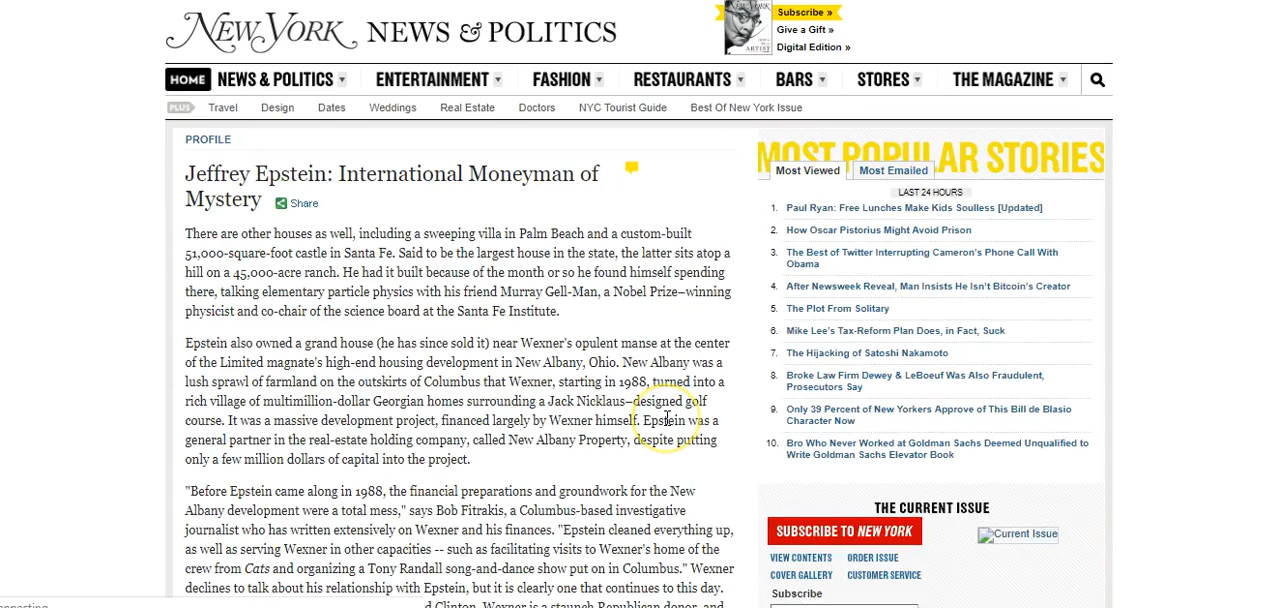 NEW YORK NEWS & POLITICS
Subscribe »
Give a Gift »
Digital Edition »
ARTIST
HOME NEWS & POLITICS ENTERTAINMENT FASHION RESTAURANTS BARS STORES THE MAGAZINE
PLUS Travel Design Dates Weddings Real Estate Doctors NYC Tourist Guide Best Of New York Issue
PROFILE
Jeffrey Epstein: International Moneyman of
Mystery Share
There are other houses as well, including a sweeping villa in Palm Beach and a custom-built
51,000-square-foot castle in Santa Fe. Said to be the largest house in the state, the latter sits atop a
hill on a 45,000-acre ranch. He had it built because of the month or so he found himself spending
there, talking elementary particle physics with his friend Murray Gell-Man, a Nobel Prize–winning
physicist and co-chair of the science board at the Santa Fe Institute.
Epstein also owned a grand house (he has since sold it) near Wexner's opulent manse at the center
of the Limited magnate's high-end housing development in New Albany, Ohio. New Albany was a
lush sprawl of farmland on the outskirts of Columbus that Wexner, starting in 1988, turned into a
rich village of multimillion-dollar Georgian homes surrounding a Jack Nicklaus–designed golf
course. It was a massive development project, financed largely by Wexner himself. Epstein was a
general partner in the real-estate holding company, called New Albany Property, despite putting
only a few million dollars of capital into the project.
"Before Epstein came along in 1988, the financial preparations and groundwork for the New
Albany development were a total mess," says Bob Fitrakis, a Columbus-based investigative
journalist who has written extensively on Wexner and his finances. "Epstein cleaned everything up,
as well as serving Wexner in other capacities -- such as facilitating visits to Wexner's home of the
crew from Cats and organizing a Tony Randall song-and-dance show put on in Columbus." Wexner
declines to talk about his relationship with Epstein, but it is clearly one that continues to this day.
d Clinton, Wexner is a staunch Republican donor, and
MOST POPULAR STORIES
Most Viewed Most Emailed
LAST 24 HOURS
1. Paul Ryan: Free Lunches Make Kids Soulless [Updated]
2. How Oscar Pistorius Might Avoid Prison
3. The Best of Twitter Interrupting Cameron's Phone Call With
Obama
4. After Newsweek Reveal, Man Insists He Isn't Bitcoin's Creator
5. The Plot From Solitary
6. Mike Lee's Tax-Reform Plan Does, in Fact, Suck
7. The Hijacking of Satoshi Nakamoto
8. Broke Law Firm Dewey & LeBoeuf Was Also Fraudulent,
Prosecutors Say
9. Only 39 Percent of New Yorkers Approve of This Bill de Blasio
Character Now
10. Bro Who Never Worked at Goldman Sachs Deemed Unqualified to
Write Goldman Sachs Elevator Book
THE CURRENT ISSUE
SUBSCRIBE TO NEW YORK
Current Issue
VIEW CONTENTS ORDER ISSUE
COVER GALLERY CUSTOMER SERVICE
Subscribe